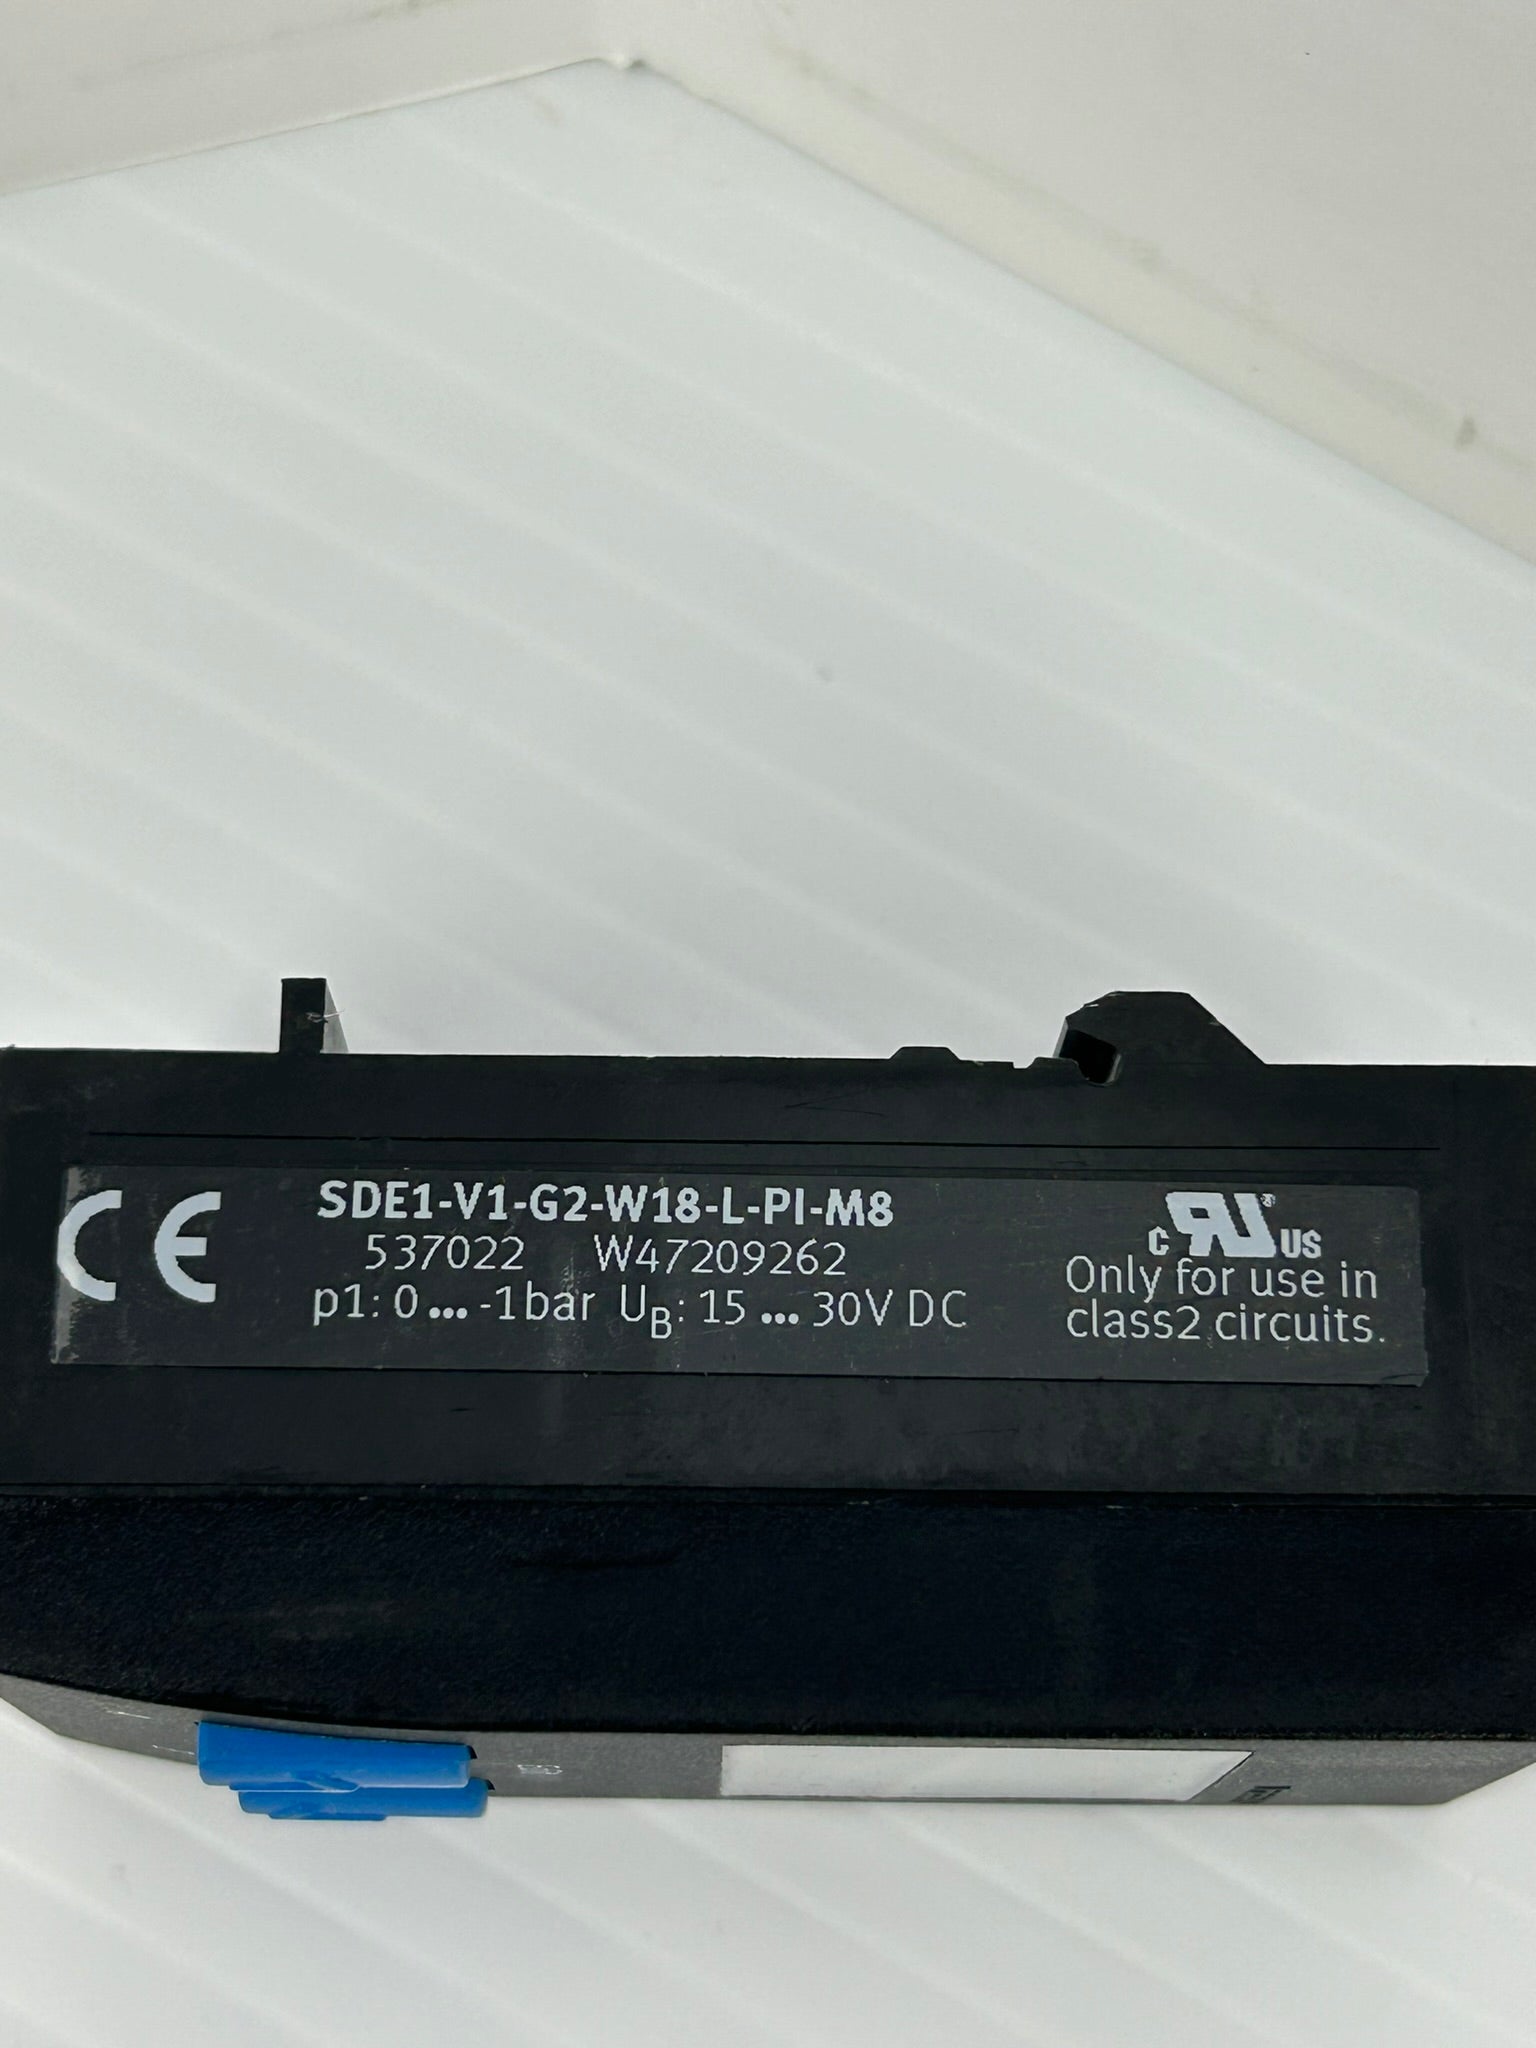 CE
SDE1-V1-G2-W18-L-PI-M8
537022 W47209262
p1: 0 ... -1bar UB: 15 ... 30V DC
c RU ® US
Only for use in
class2 circuits.